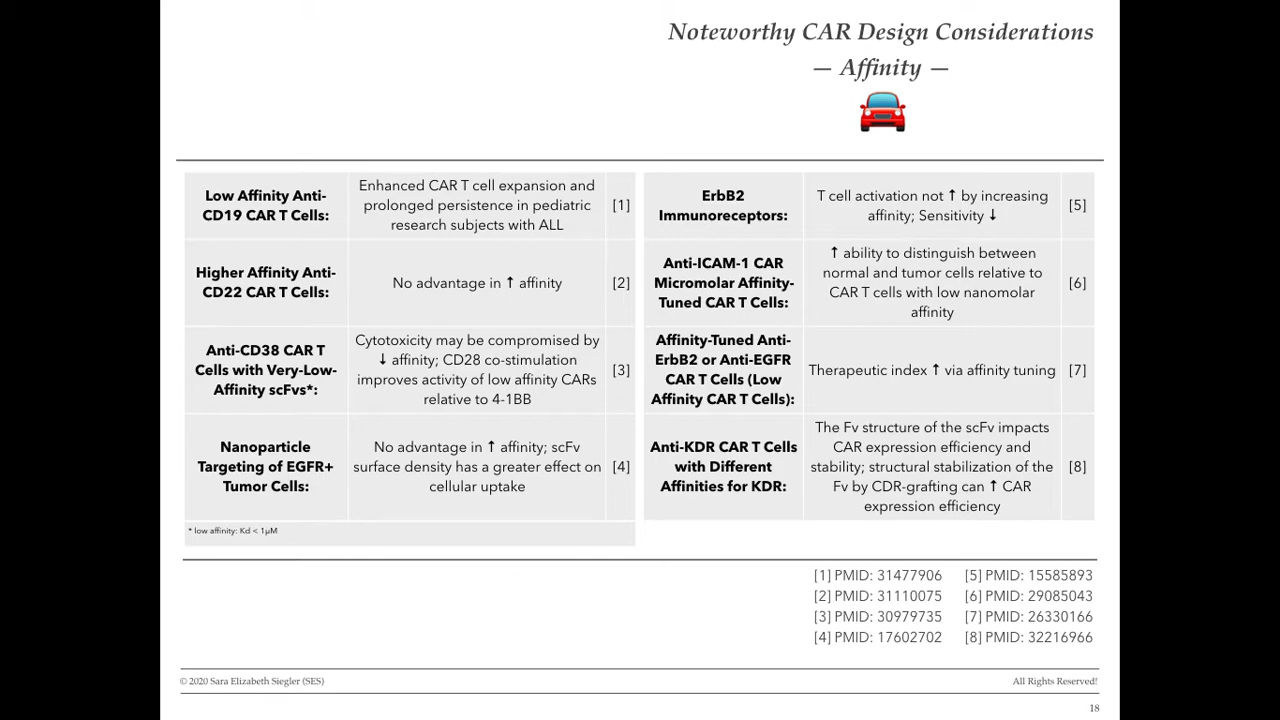 Noteworthy CAR Design Considerations
— Affinity —
Low Affinity Anti-
CD19 CAR T Cells:
Enhanced CAR T cell expansion and
prolonged persistence in pediatric
research subjects with ALL
[1]
Higher Affinity Anti-
CD22 CAR T Cells:
No advantage in ↑ affinity
[2]
Anti-CD38 CAR T
Cells with Very-Low-
Affinity scFvs*:
Cytotoxicity may be compromised by
↓ affinity; CD28 co-stimulation
improves activity of low affinity CARs
relative to 4-1BB
[3]
Nanoparticle
Targeting of EGFR+
Tumor Cells:
No advantage in ↑ affinity; scFv
surface density has a greater effect on
cellular uptake
[4]
* low affinity: Kd < 1µM
ErbB2
Immunoreceptors:
T cell activation not ↑ by increasing
affinity; Sensitivity ↓
[5]
Anti-ICAM-1 CAR
Micromolar Affinity-
Tuned CAR T Cells:
↑ ability to distinguish between
normal and tumor cells relative to
CAR T cells with low nanomolar
affinity
[6]
Affinity-Tuned Anti-
ErbB2 or Anti-EGFR
CAR T Cells (Low
Affinity CAR T Cells):
Therapeutic index ↑ via affinity tuning
[7]
Anti-KDR CAR T Cells
with Different
Affinities for KDR:
The Fv structure of the scFv impacts
CAR expression efficiency and
stability; structural stabilization of the
Fv by CDR-grafting can ↑ CAR
expression efficiency
[8]
[1] PMID: 31477906
[2] PMID: 31110075
[3] PMID: 30979735
[4] PMID: 17602702
[5] PMID: 15585893
[6] PMID: 29085043
[7] PMID: 26330166
[8] PMID: 32216966
© 2020 Sara Elizabeth Siegler (SES)
All Rights Reserved!
18